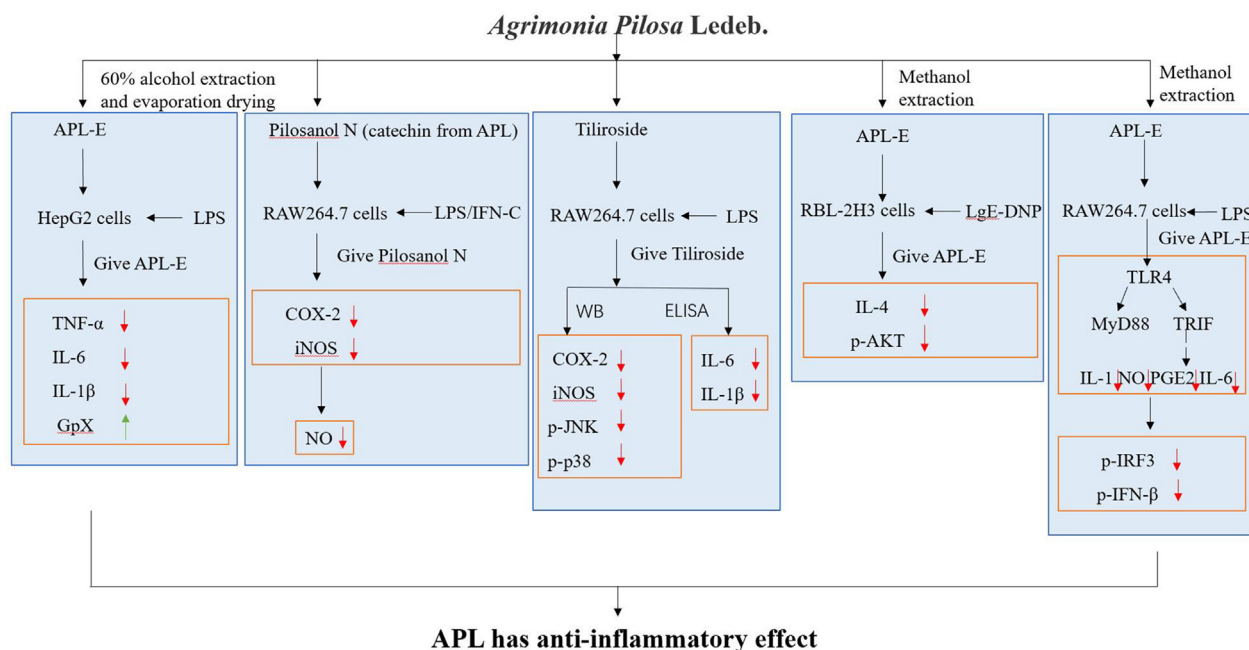 Agrimonia Pilosa Ledeb.
60% alcohol extraction
and evaporation drying
APL-E
HepG2 cells
LPS
Give APL-E
TNF-α
IL-6
IL-1β
GpX
Pilosanol N (catechin from APL)
RAW264.7 cells
LPS/IFN-C
Give Pilosanol N
COX-2
iNOS
NO
Tiliroside
RAW264.7 cells
LPS
Give Tiliroside
WB
ELISA
COX-2
iNOS
p-JNK
p-p38
IL-6
IL-1β
Methanol
extraction
APL-E
RBL-2H3 cells
LgE-DNP
Give APL-E
IL-4
p-AKT
Methanol
extraction
APL-E
RAW264.7 cells
LPS
Give APL-E
TLR4
MyD88
TRIF
IL-1 NO PGE2 IL-6
p-IRF3
p-IFN-β
APL has anti-inflammatory effect